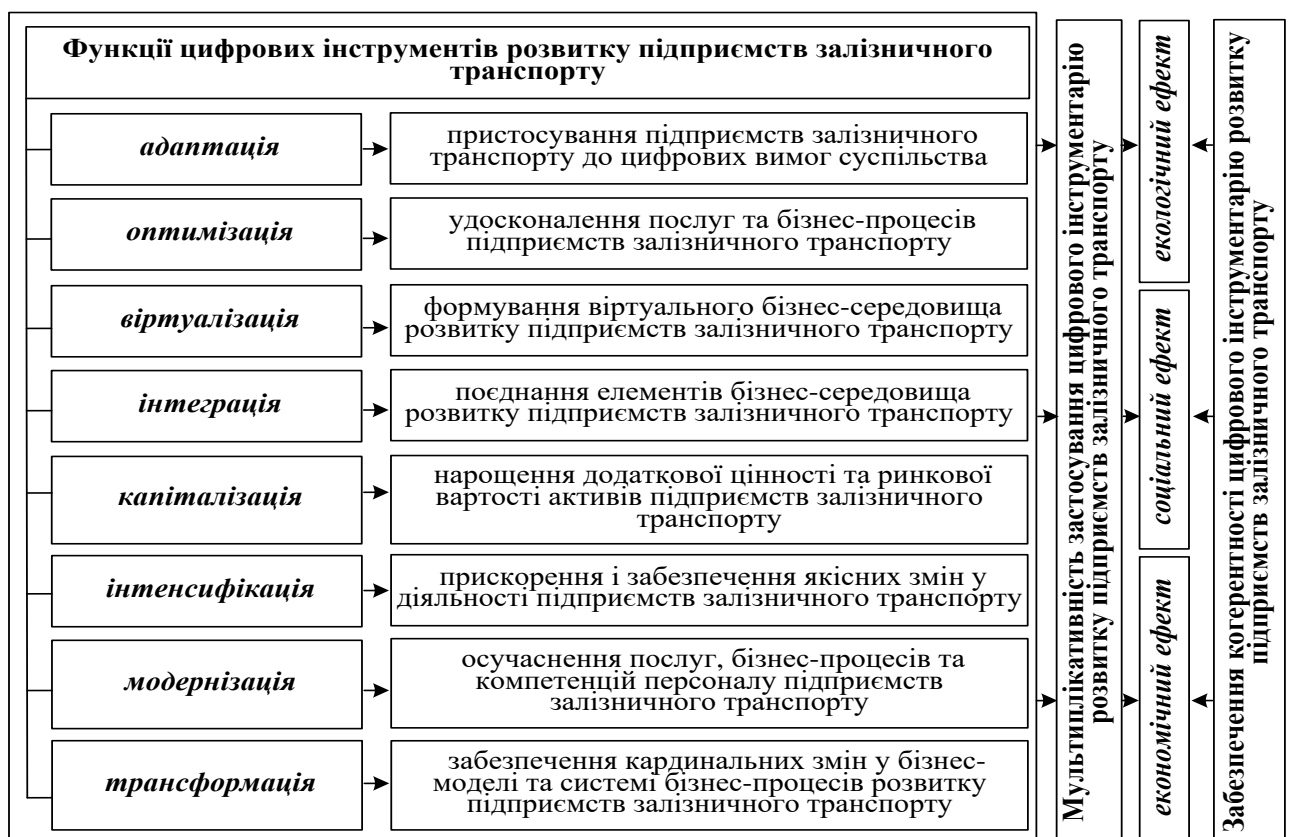 Функції цифрових інструментів розвитку підприємств залізничного
транспорту
адаптація
пристосування підприємств залізничного
транспорту до цифрових вимог суспільства
оптимізація
удосконалення послуг та бізнес-процесів
підприємств залізничного транспорту
віртуалізація
формування віртуального бізнес-середовища
розвитку підприємств залізничного транспорту
інтеграція
поєднання елементів бізнес-середовища
розвитку підприємств залізничного транспорту
капіталізація
нарощення додаткової цінності та ринкової
вартості активів підприємств залізничного
транспорту
інтенсифікація
прискорення і забезпечення якісних змін у
діяльності підприємств залізничного транспорту
модернізація
осучаснення послуг, бізнес-процесів та
компетенцій персоналу підприємств
залізничного транспорту
трансформація
забезпечення кардинальних змін у бізнес-
моделі та системі бізнес-процесів розвитку
підприємств залізничного транспорту
Мультиплікативність застосування цифрового інструментарію
розвитку підприємств залізничного транспорту
екологічний ефект
соціальний ефект
економічний ефект
Забезпечення когерентності цифрового інструментарію розвитку
підприємств залізничного транспорту